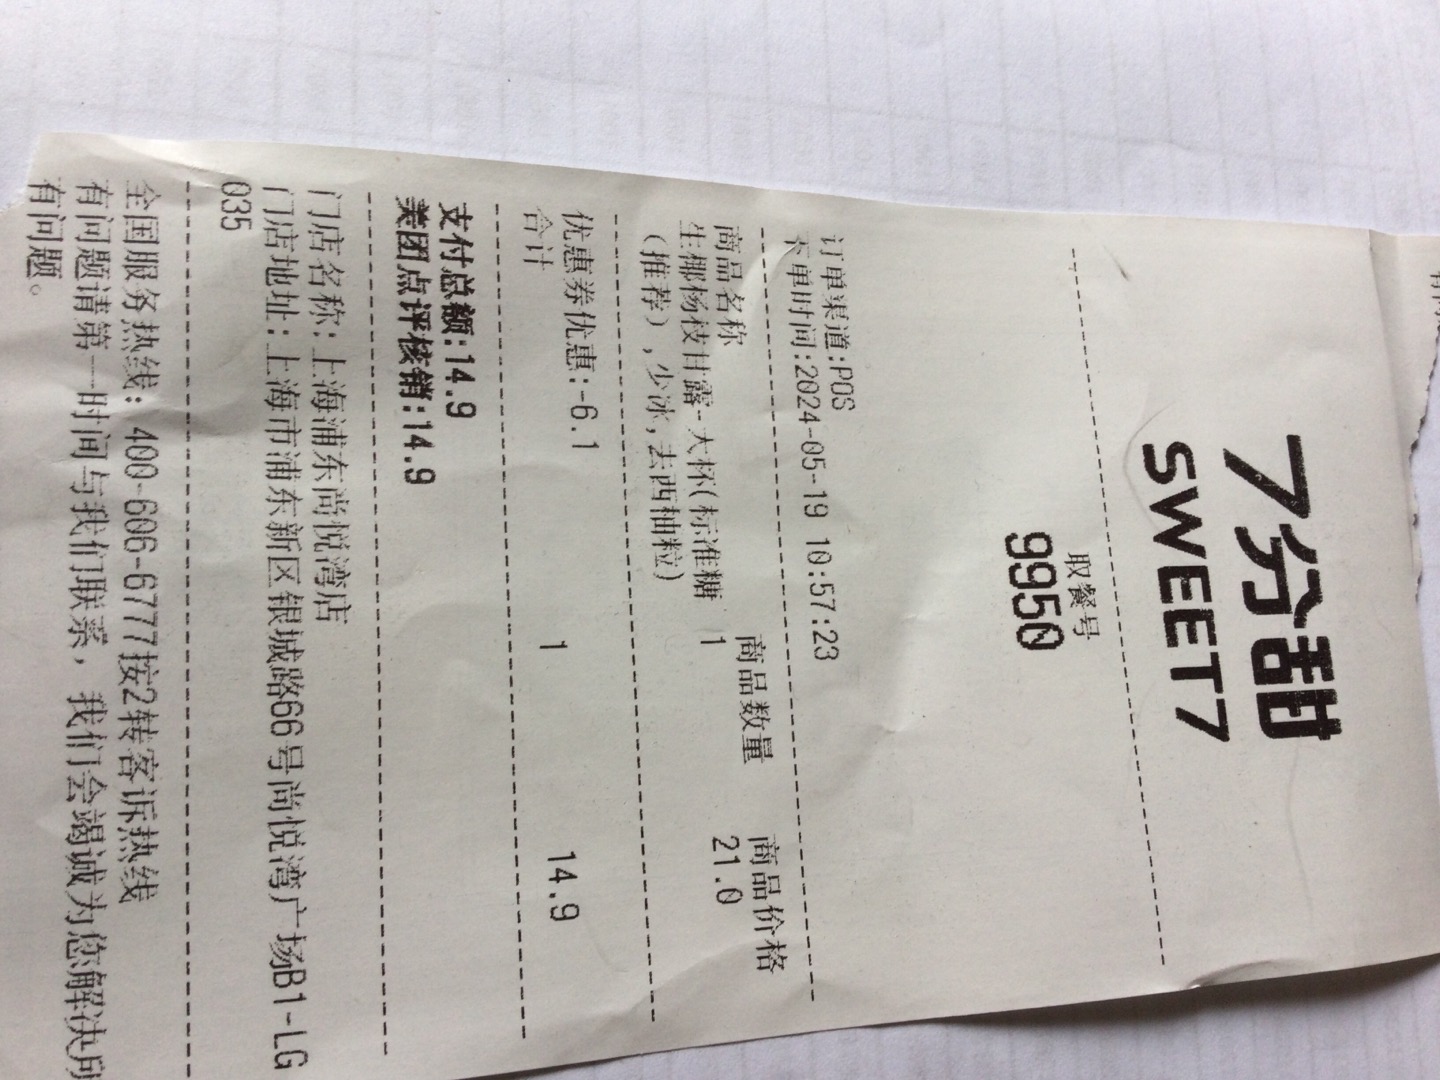 7分甜
SWEET7
取餐号
9950
订单渠道:POS
下单时间:2024-05-19 10:57:23
商品名称 商品数量 商品价格
生椰杨枝甘露-大杯(标准糖 1 21.0
(推荐),少冰,去西柚粒)
优惠券优惠:-6.1
合计 1 14.9
支付总额:14.9
美团点评核销:14.9
门店名称:上海浦东尚悦湾店
门店地址:上海市浦东新区银城路66号尚悦湾广场B1-LG
035
全国服务热线:400-606-6777按2转客诉热线
有问题请第一时间与我们联系,我们会竭诚为您解决所
有问题。